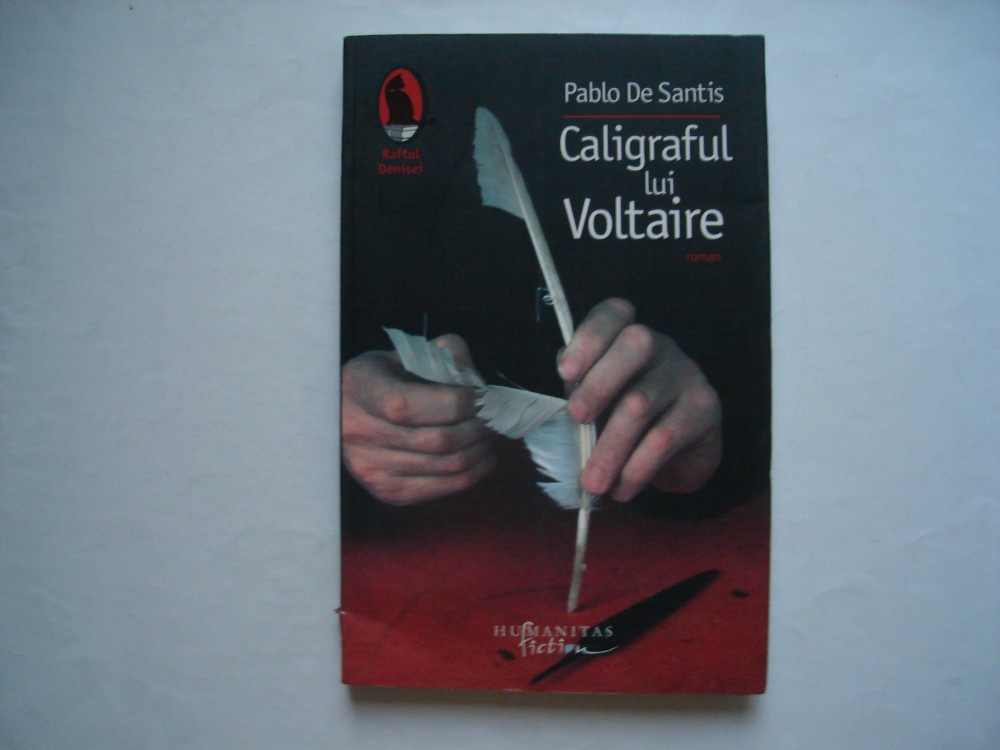 Raftul
Denisei
Pablo De Santis
Caligraful
lui
Voltaire
roman
HUMANITAS
fiction